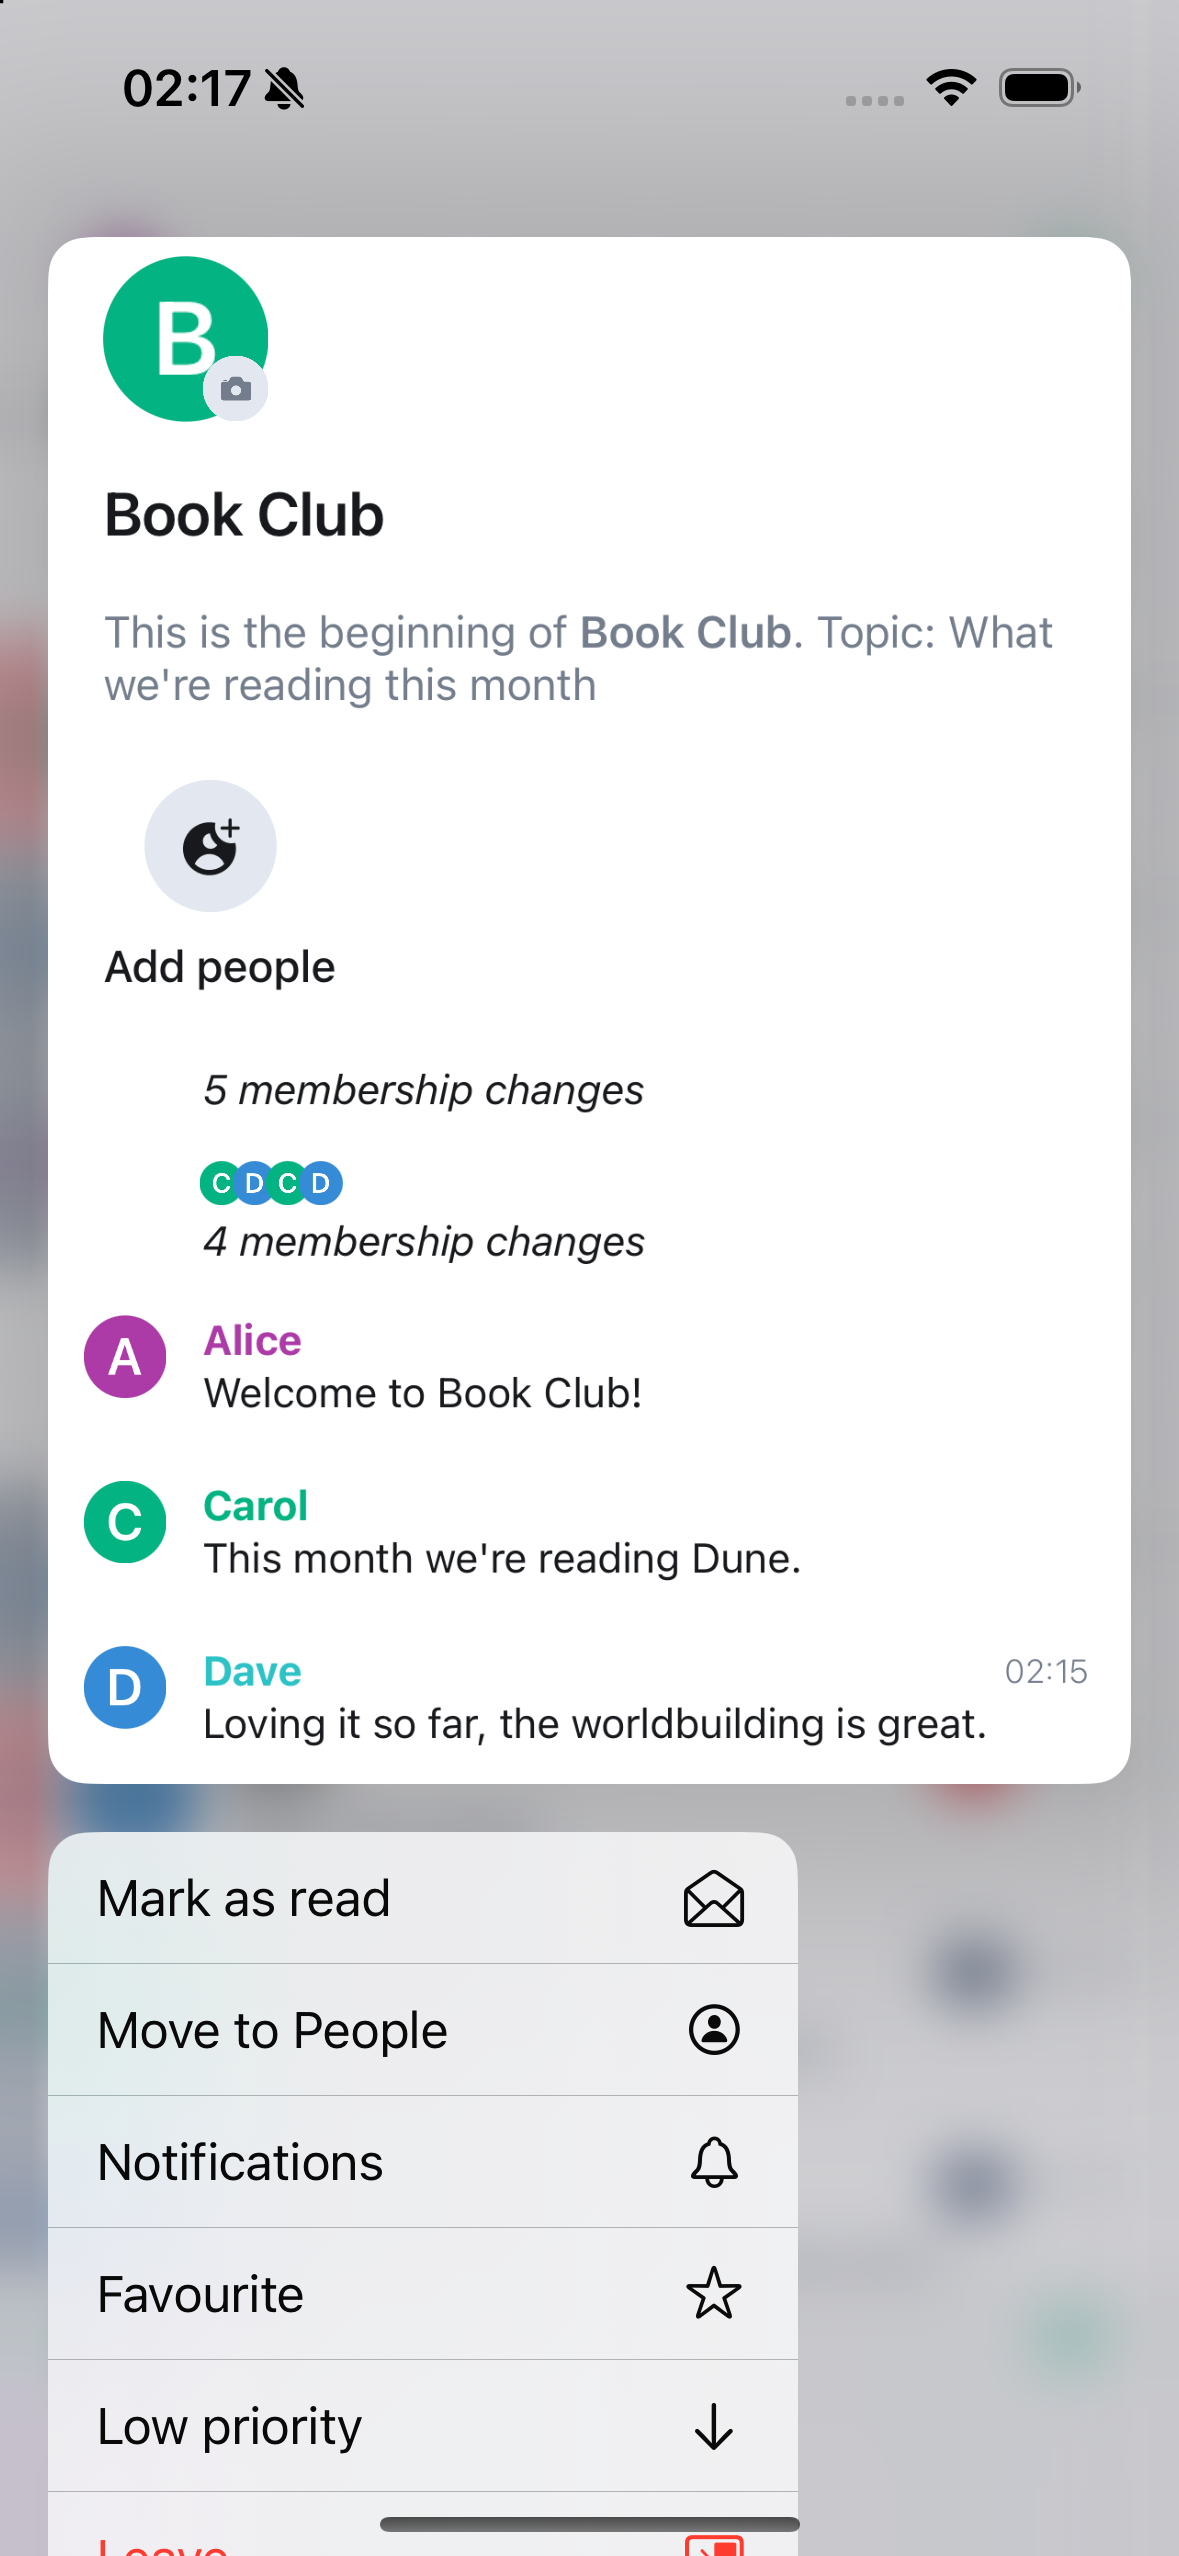 02:17
B
Book Club
This is the beginning of Book Club. Topic: What
we're reading this month
Add people
5 membership changes
C D C D
4 membership changes
A
Alice
Welcome to Book Club!
C
Carol
This month we're reading Dune.
D
Dave
02:15
Loving it so far, the worldbuilding is great.
Mark as read
Move to People
Notifications
Favourite
Low priority
Leave